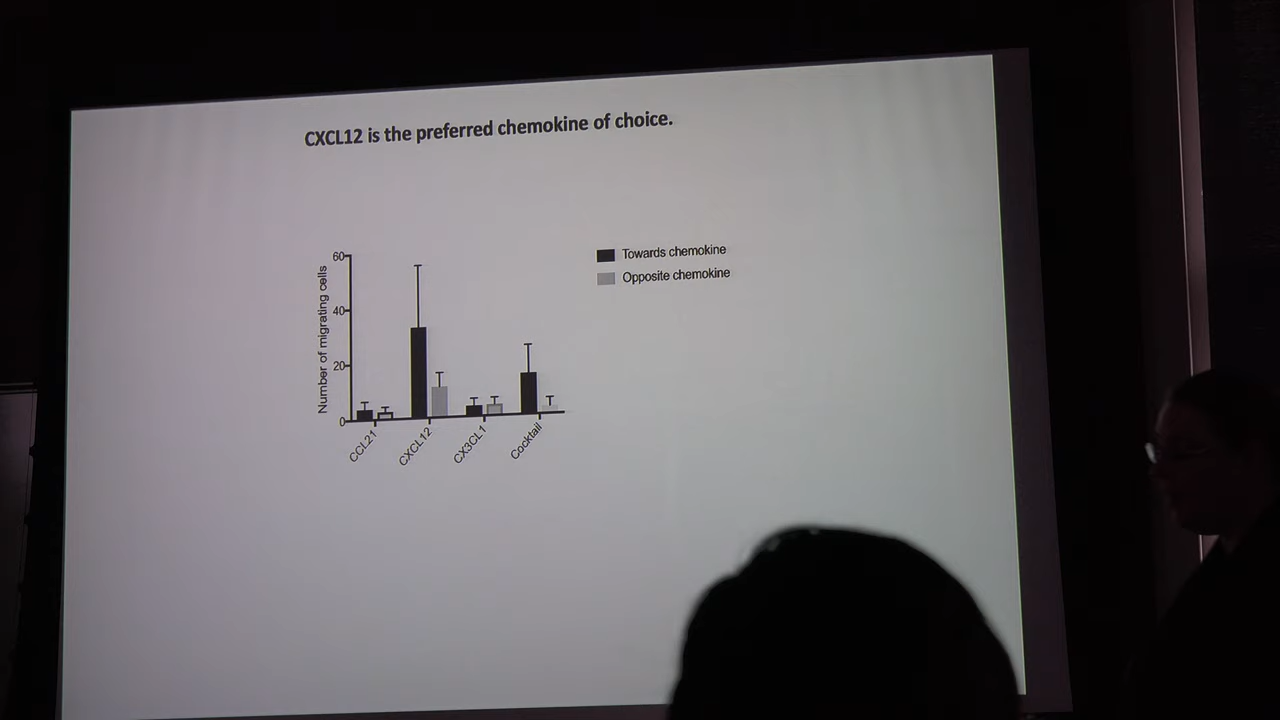 CXCL12 is the preferred chemokine of choice.
Towards chemokine
Opposite chemokine
Number of migrating cells
60
40
20
0
CCL21
CXCL12
CX3CL1
Cocktail